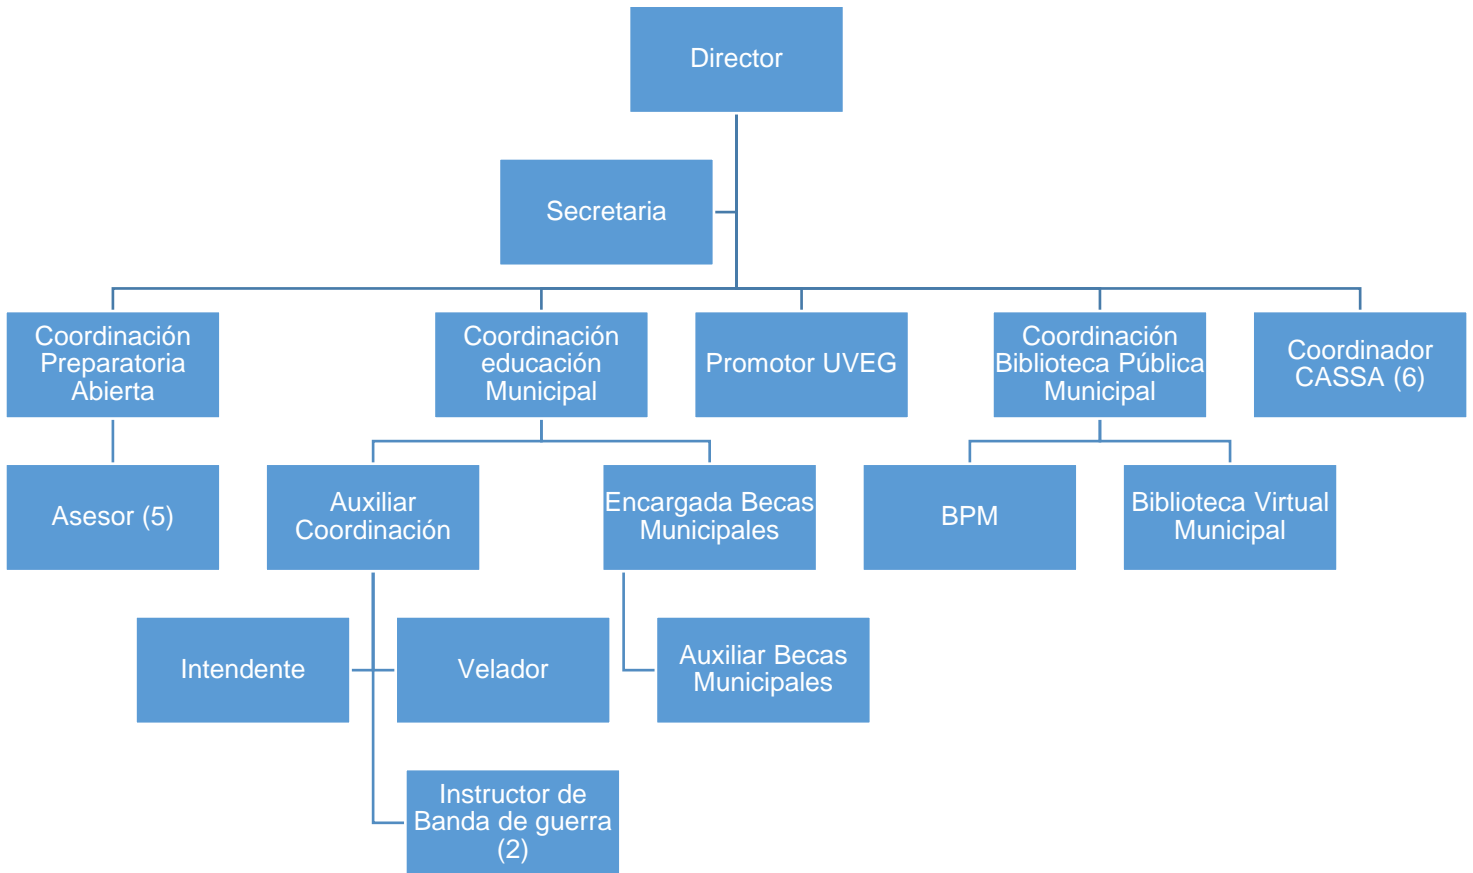 Director
Secretaria
Coordinación
Preparatoria
Abierta
Coordinación
educación
Municipal
Promotor UVEG
Coordinación
Biblioteca Pública
Municipal
Coordinador
CASSA (6)
Asesor (5)
Auxiliar
Coordinación
Encargada Becas
Municipales
BPM
Biblioteca Virtual
Municipal
Intendente
Velador
Auxiliar Becas
Municipales
Instructor de
Banda de guerra
(2)